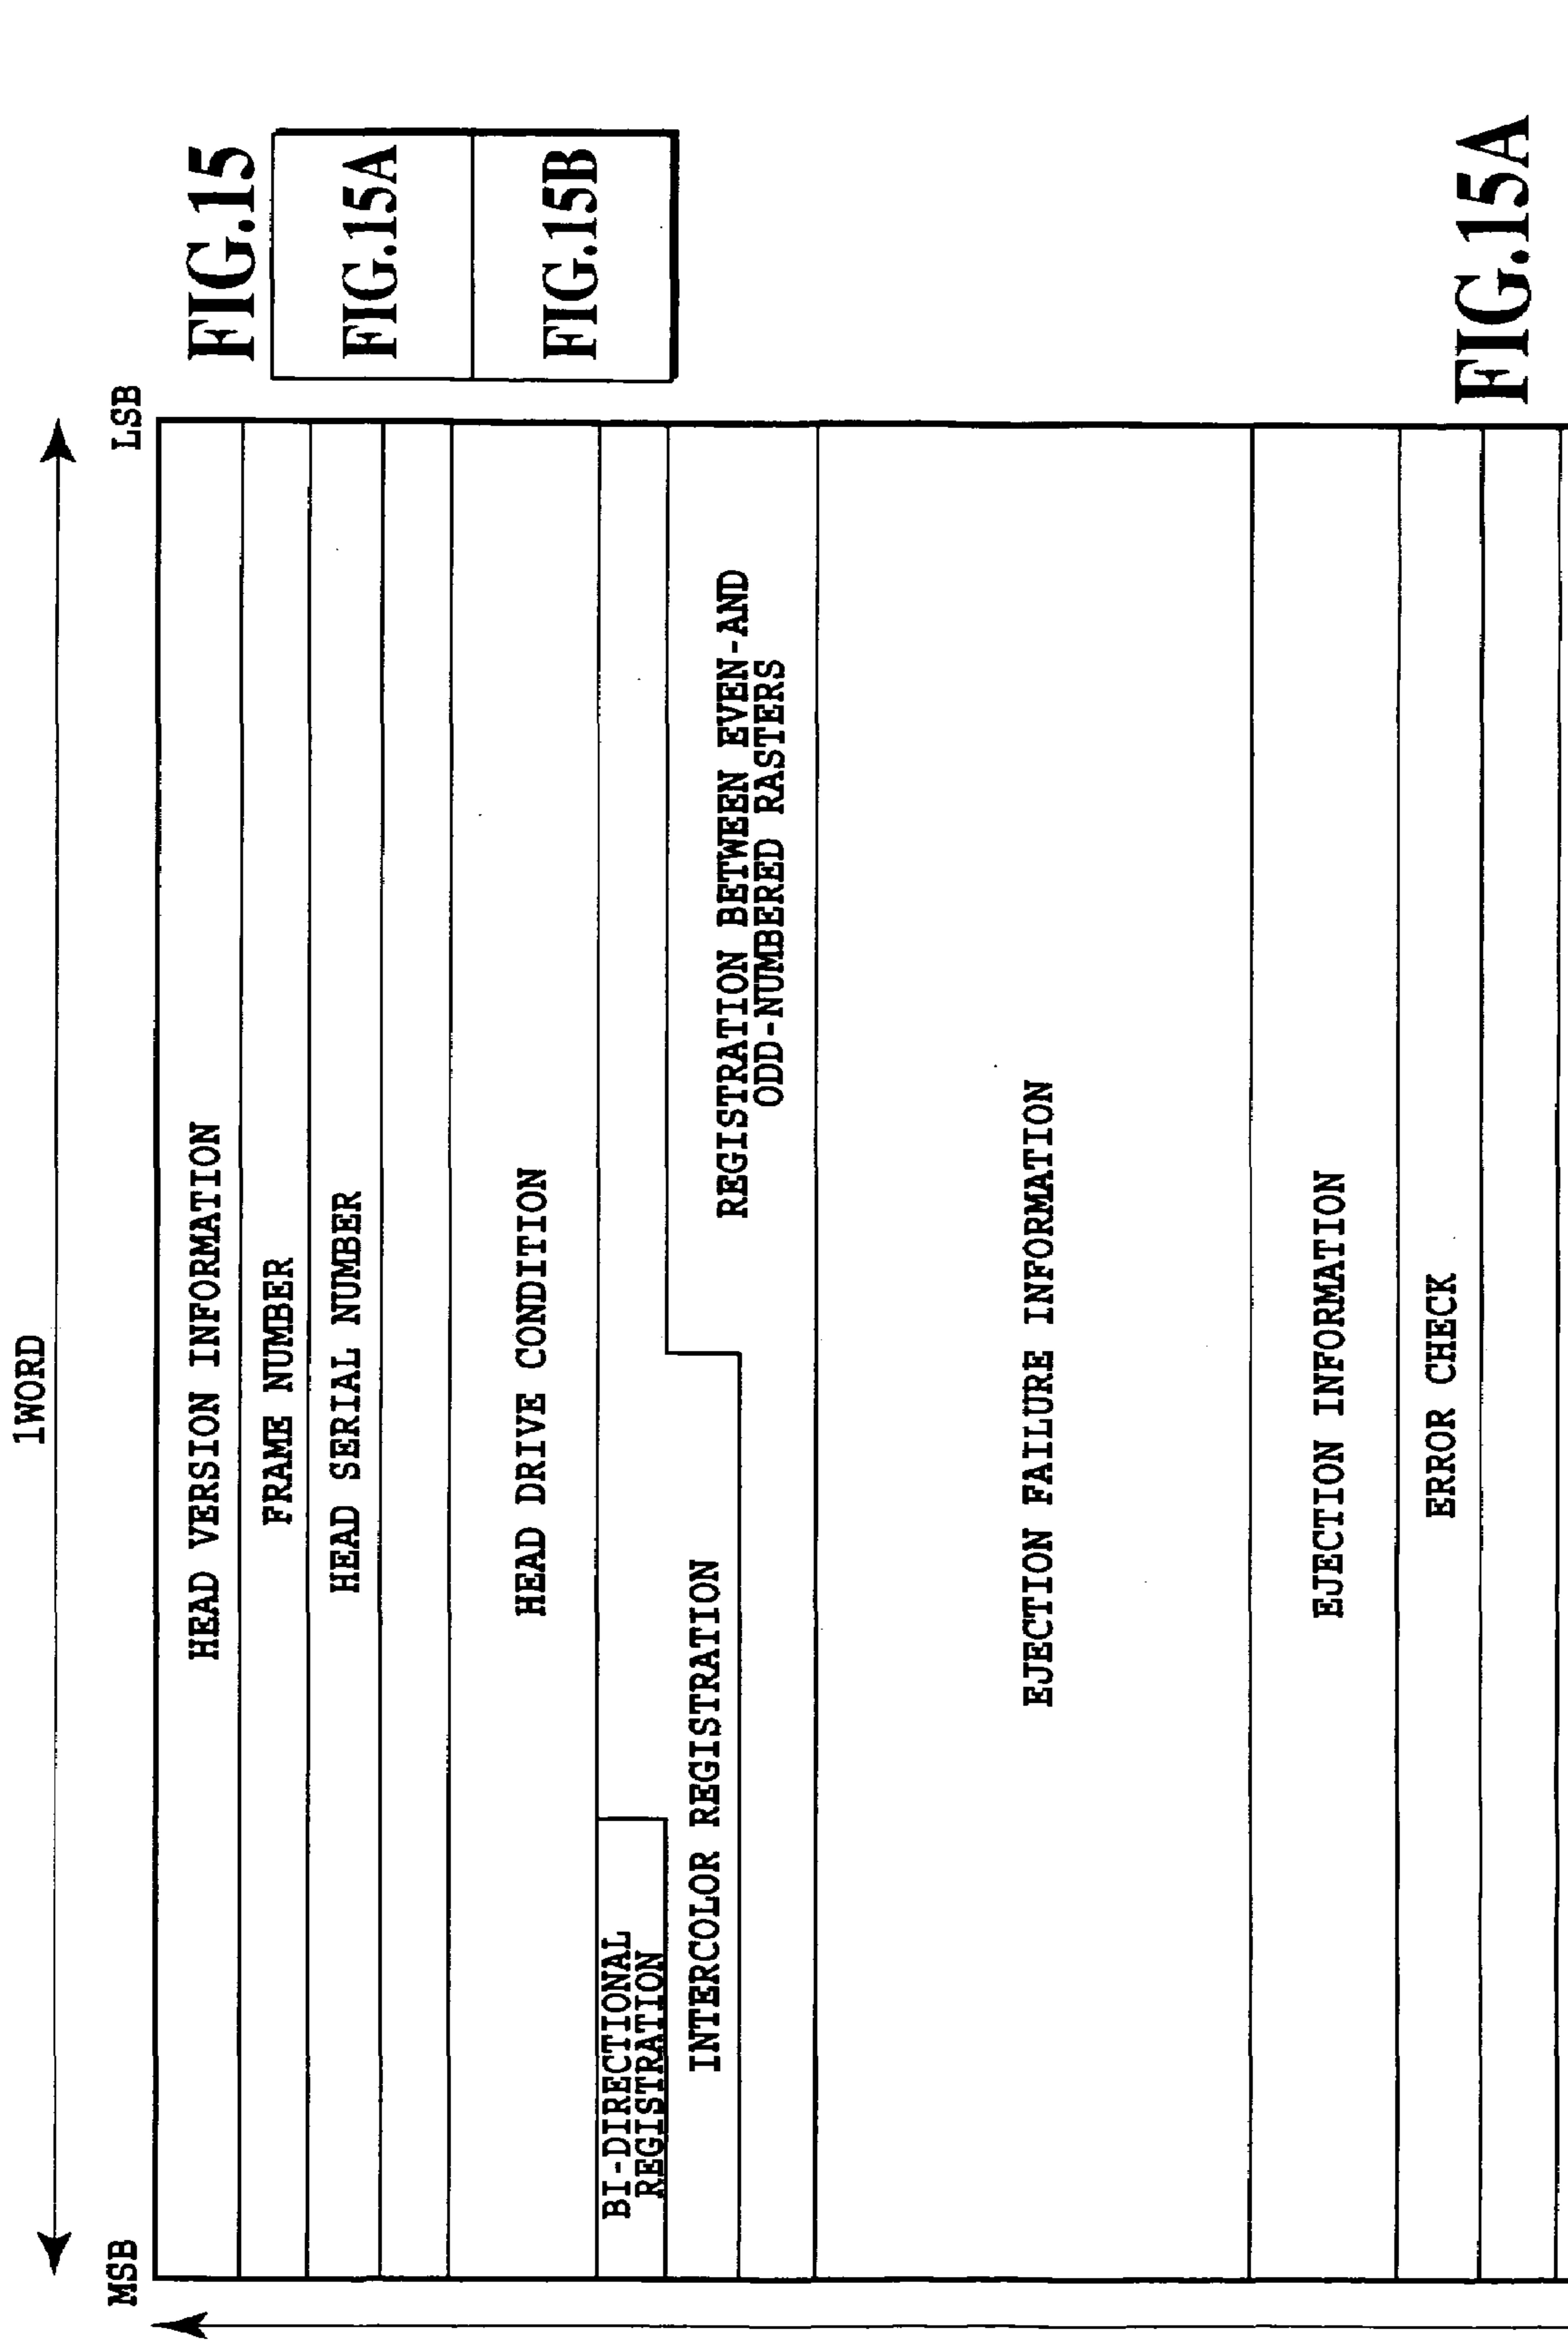 1WORD
MSB
LSB
FIG.15
FIG.15A
FIG.15B
HEAD VERSION INFORMATION
FRAME NUMBER
HEAD SERIAL NUMBER
HEAD DRIVE CONDITION
BI-DIRECTIONAL
REGISTRATION
INTERCOLOR REGISTRATION
REGISTRATION BETWEEN EVEN-AND
ODD-NUMBERED RASTERS
EJECTION FAILURE INFORMATION
EJECTION INFORMATION
ERROR CHECK
FIG.15A